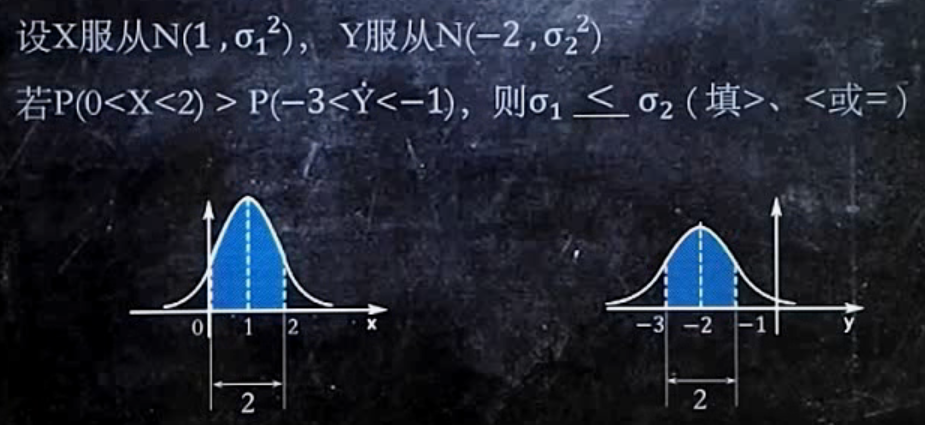 设X服从N(1,σ₁²), Y服从N(−2,σ₂²)
若P(0<X<2) > P(−3<Y<−1), 则σ₁ < σ₂ (填>、<或=)
0 1 2 x
2
−3 −2 −1 y
2